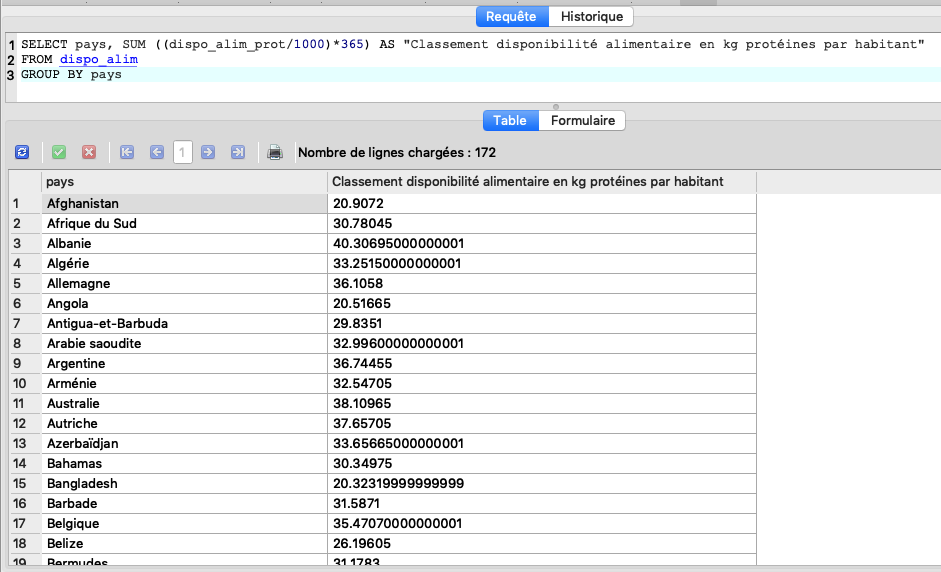 Requête Historique
1 SELECT pays, SUM ((dispo_alim_prot/1000)*365) AS "Classement disponibilité alimentaire en kg protéines par habitant"
2 FROM dispo_alim
3 GROUP BY pays
Table Formulaire
1 Nombre de lignes chargées : 172
pays Classement disponibilité alimentaire en kg protéines par habitant
1 Afghanistan 20.9072
2 Afrique du Sud 30.78045
3 Albanie 40.30695000000001
4 Algérie 33.25150000000001
5 Allemagne 36.1058
6 Angola 20.51665
7 Antigua-et-Barbuda 29.8351
8 Arabie saoudite 32.99600000000001
9 Argentine 36.74455
10 Arménie 32.54705
11 Australie 38.10965
12 Autriche 37.65705
13 Azerbaïdjan 33.65665000000001
14 Bahamas 30.34975
15 Bangladesh 20.32319999999999
16 Barbade 31.5871
17 Belgique 35.47070000000001
18 Belize 26.19605
19 Bermudes 31.1783